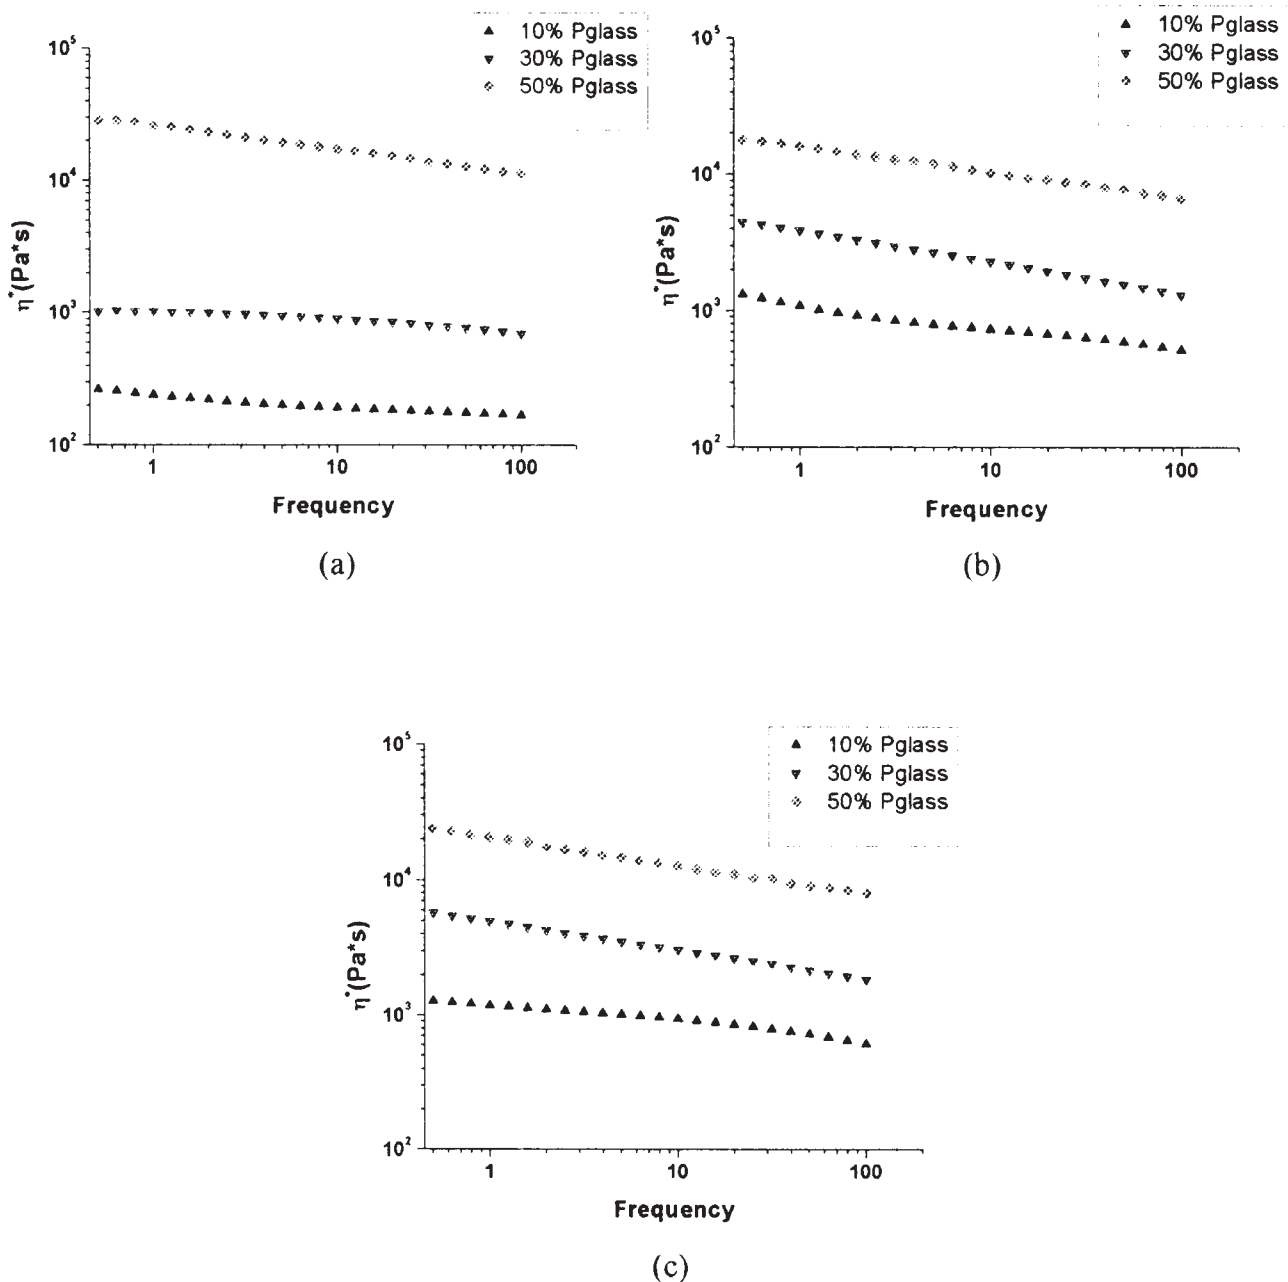 10% Pglass
30% Pglass
50% Pglass
10⁵
10⁴
10³
10²
η*(Pa*s)
1 10 100
Frequency
(a)
10% Pglass
30% Pglass
50% Pglass
10⁵
10⁴
10³
10²
η*(Pa*s)
1 10 100
Frequency
(b)
10% Pglass
30% Pglass
50% Pglass
10⁵
10⁴
10³
10²
η*(Pa*s)
1 10 100
Frequency
(c)